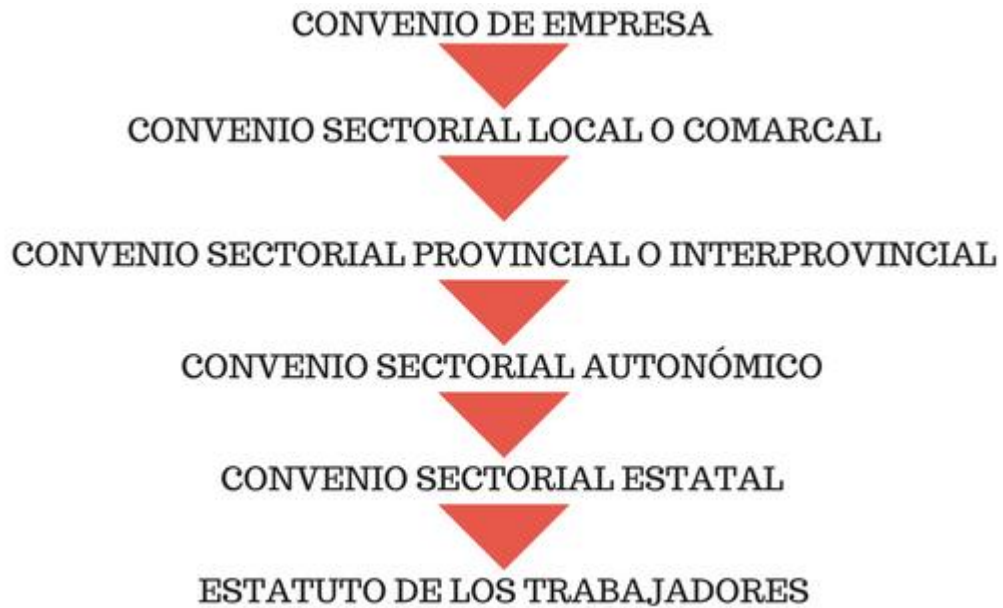 CONVENIO DE EMPRESA
CONVENIO SECTORIAL LOCAL O COMARCAL
CONVENIO SECTORIAL PROVINCIAL O INTERPROVINCIAL
CONVENIO SECTORIAL AUTONÓMICO
CONVENIO SECTORIAL ESTATAL
ESTATUTO DE LOS TRABAJADORES